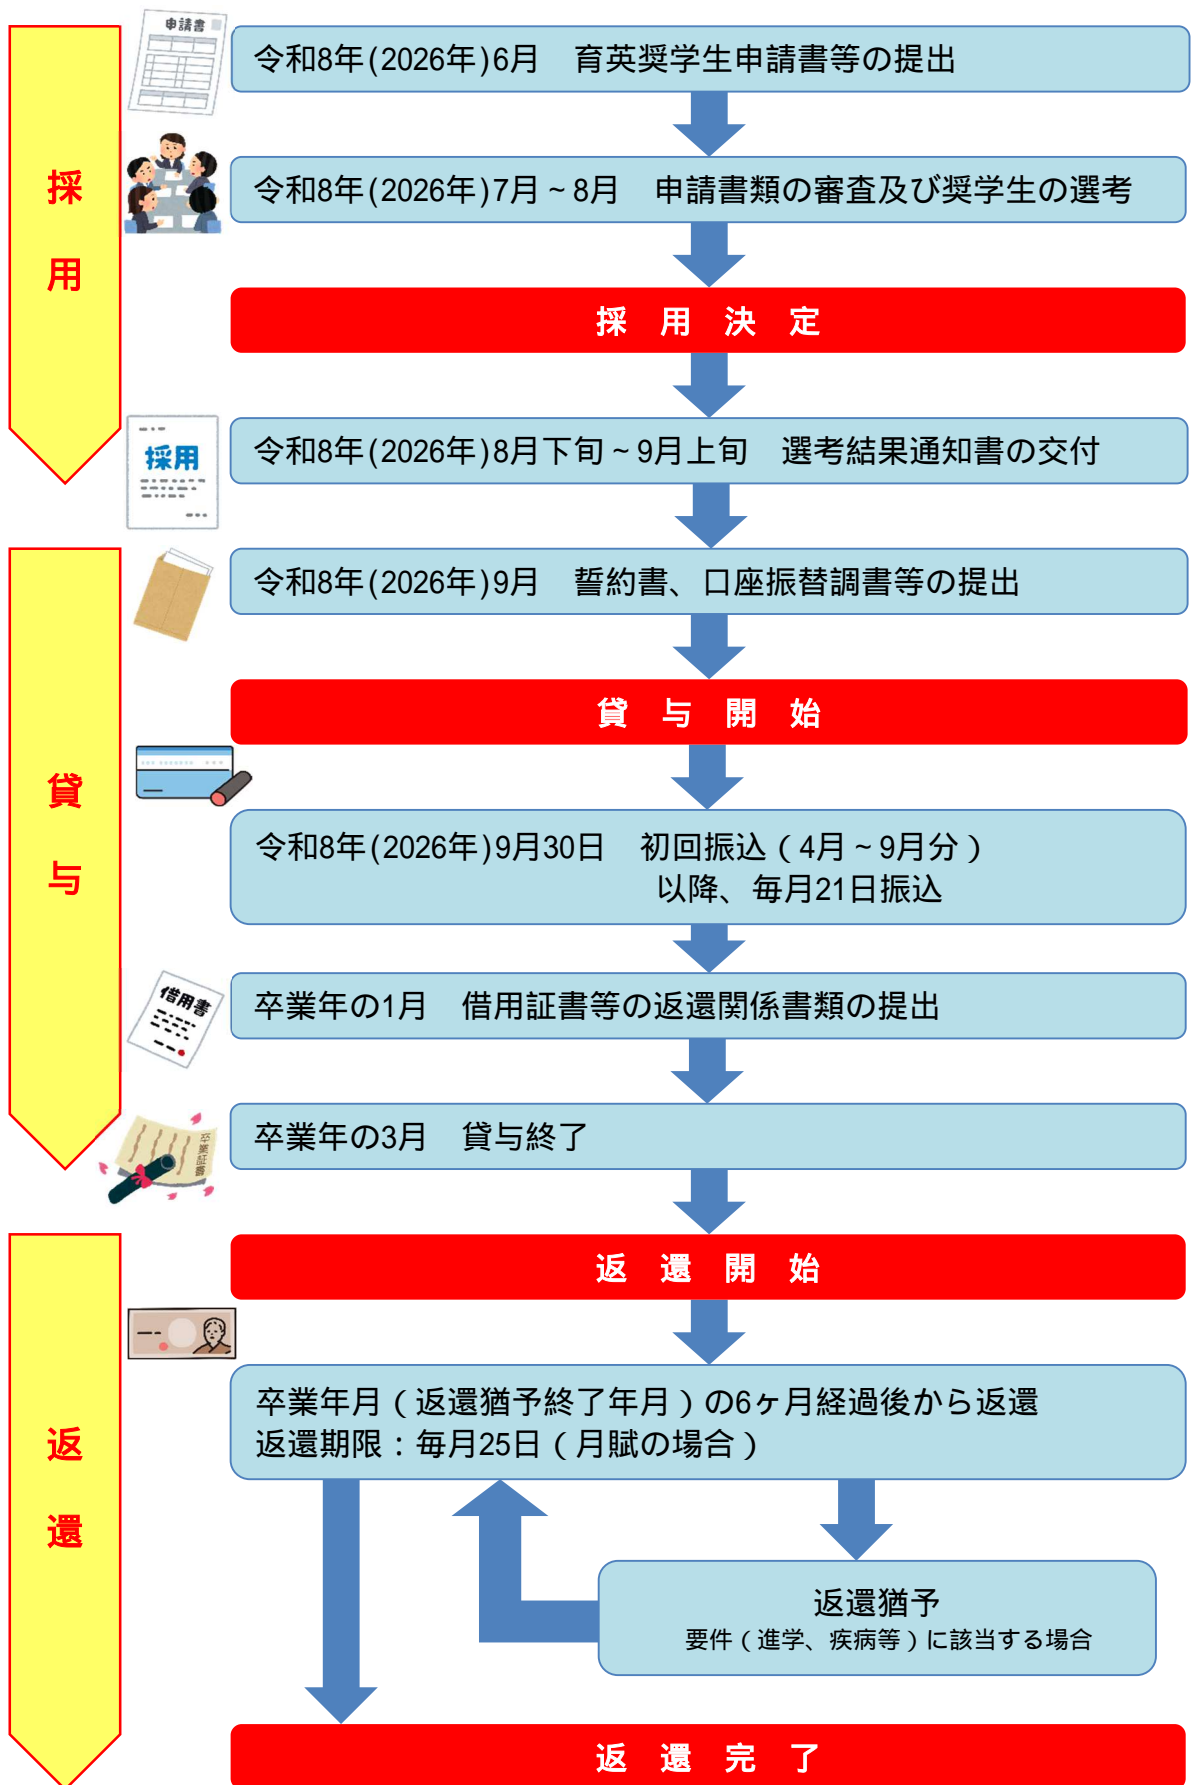 申請書
令和8年(2026年)6月　育英奨学生申請書等の提出
採用
令和8年(2026年)7月~8月　申請書類の審査及び奨学生の選考
採　用　決　定
採用
令和8年(2026年)8月下旬~9月上旬　選考結果通知書の交付
貸与
令和8年(2026年)9月　誓約書、口座振替調書等の提出
貸　与　開　始
令和8年(2026年)9月30日　初回振込(4月~9月分)
以降、毎月21日振込
借用書
卒業年の1月　借用証書等の返還関係書類の提出
卒業証書
卒業年の3月　貸与終了
返還
返　還　開　始
卒業年月(返還猶予終了年月)の6ヶ月経過後から返還
返還期限:毎月25日(月賦の場合)
返還猶予
要件(進学、疾病等)に該当する場合
返　還　完　了